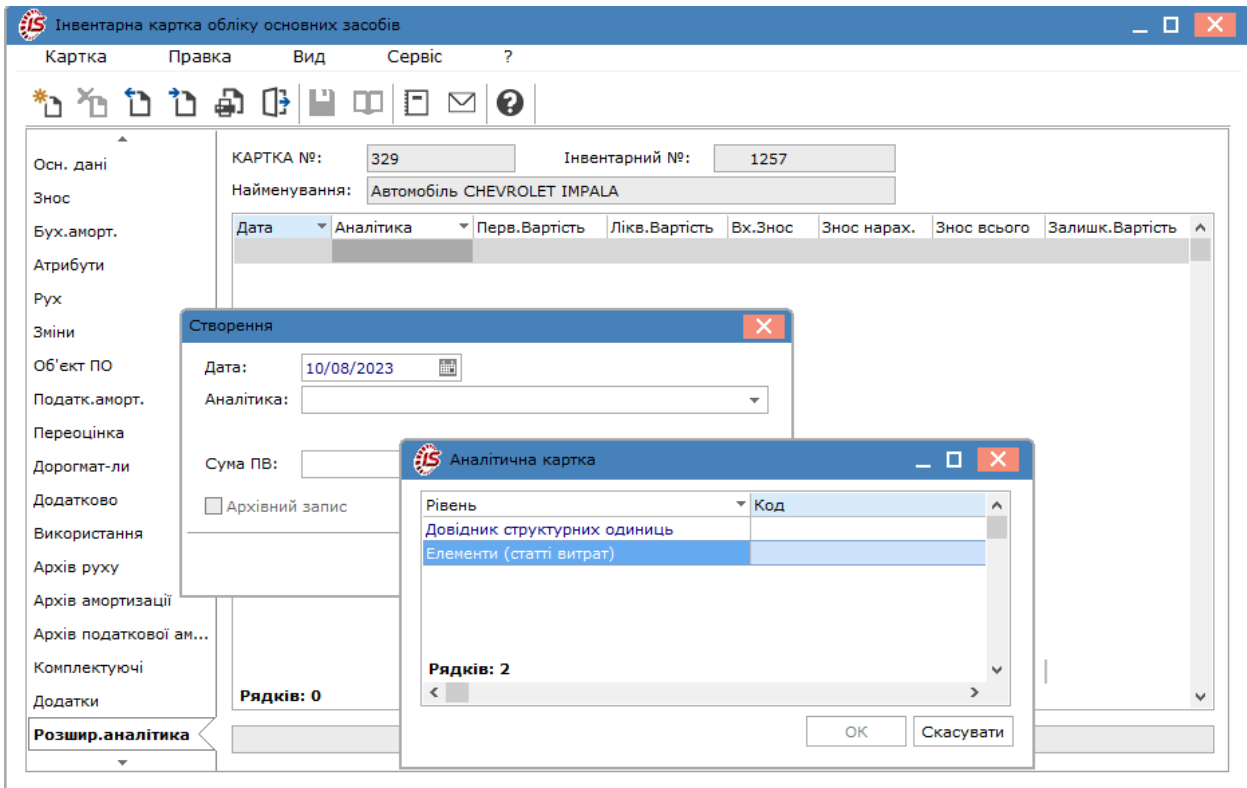 IS Інвентарна картка обліку основних засобів
Картка Правка Вид Сервіс ?
Осн. дані
Знос
Бух.аморт.
Атрибути
Рух
Зміни
Об'єкт ПО
Податк.аморт.
Переоцінка
Дорогмат-ли
Додатково
Використання
Архів руху
Архів амортизації
Архів податкової ам...
Комплектуючі
Додатки
Розшир.аналітика
КАРТКА №: 329 Інвентарний №: 1257
Найменування: Автомобіль CHEVROLET IMPALA
Дата Аналітика Перв.Вартість Лікв.Вартість Вх.Знос Знос нарах. Знос всього Залишк.Вартість
Рядків: 0
Створення
Дата: 10/08/2023
Аналітика:
Сума ПВ:
Архівний запис
IS Аналітична картка
Рівень Код
Довідник структурних одиниць
Елементи (статті витрат)
Рядків: 2
OK Скасувати